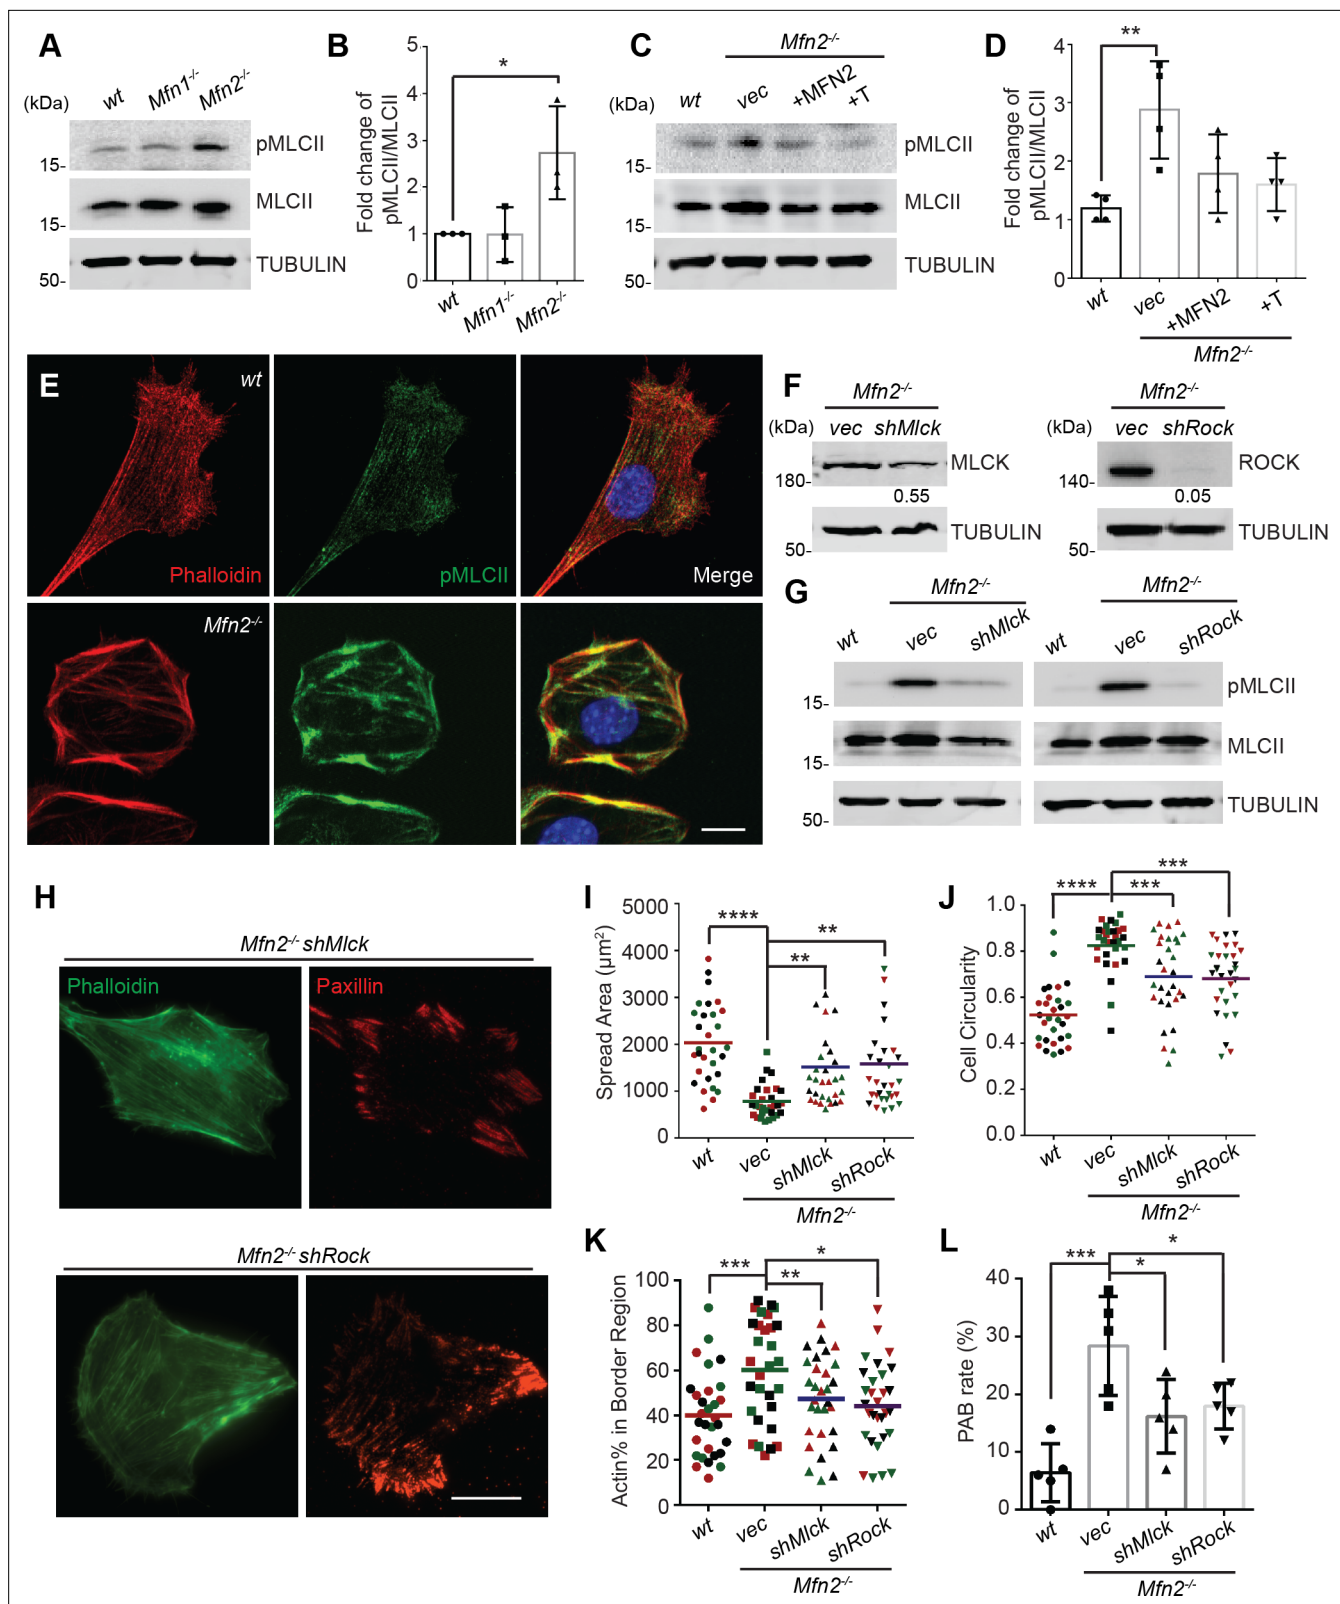 A
(kDa)
wt
Mfn1-/-
Mfn2-/-
pMLCII
15-
MLCII
15-
TUBULIN
50-
B
*
5
4
3
2
1
0
Fold change of
pMLCII/MLCII
wt
Mfn1-/-
Mfn2-/-
C
Mfn2-/-
(kDa)
wt
vec
+MFN2
+T
pMLCII
15-
MLCII
15-
TUBULIN
50-
D
**
4
3
2
1
0
Fold change of
pMLCII/MLCII
wt
vec
+MFN2
+T
Mfn2-/-
E
wt
Phalloidin
pMLCII
Merge
Mfn2-/-
F
Mfn2-/-
(kDa)
vec
shMlck
MLCK
180-
0.55
TUBULIN
50-
Mfn2-/-
(kDa)
vec
shRock
ROCK
140-
0.05
TUBULIN
50-
G
Mfn2-/-
wt
vec
shMlck
Mfn2-/-
wt
vec
shRock
pMLCII
15-
MLCII
15-
TUBULIN
50-
H
Mfn2-/- shMlck
Phalloidin
Paxillin
Mfn2-/- shRock
I
****
**
**
5000
4000
3000
2000
1000
0
Spread Area (µm2)
wt
vec
shMlck
shRock
Mfn2-/-
J
****
***
***
1.0
0.8
0.6
0.4
0.2
0.0
Cell Circularity
wt
vec
shMlck
shRock
Mfn2-/-
K
***
**
*
100
80
60
40
20
0
Actin% in Border Region
wt
vec
shMlck
shRock
Mfn2-/-
L
***
*
*
40
30
20
10
0
PAB rate (%)
wt
vec
shMlck
shRock
Mfn2-/-